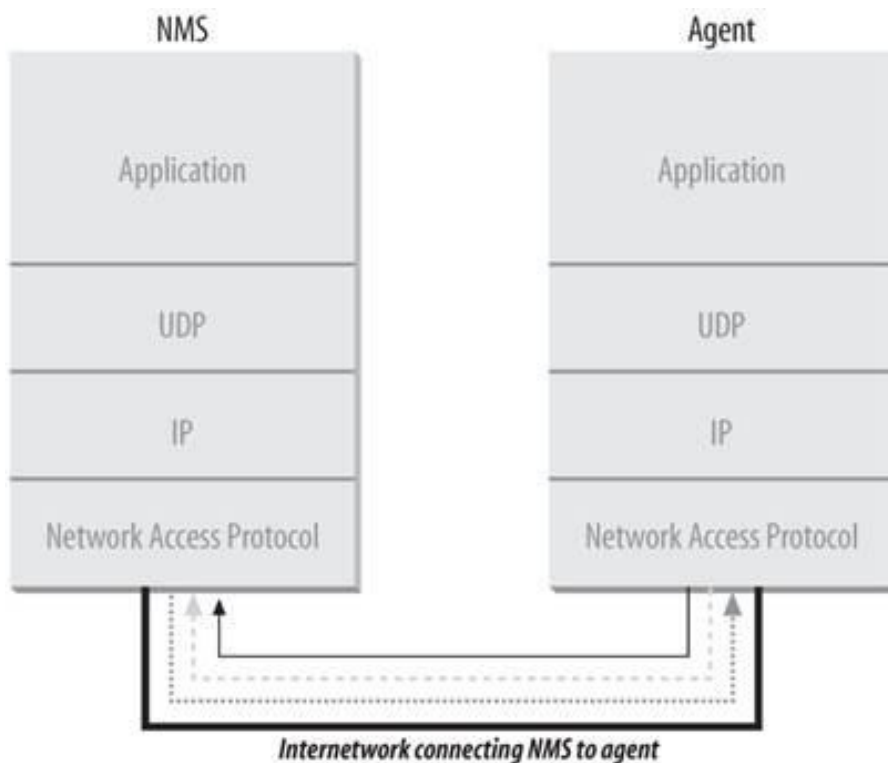 NMS
Agent
Application
Application
UDP
UDP
IP
IP
Network Access Protocol
Network Access Protocol
Internetwork connecting NMS to agent